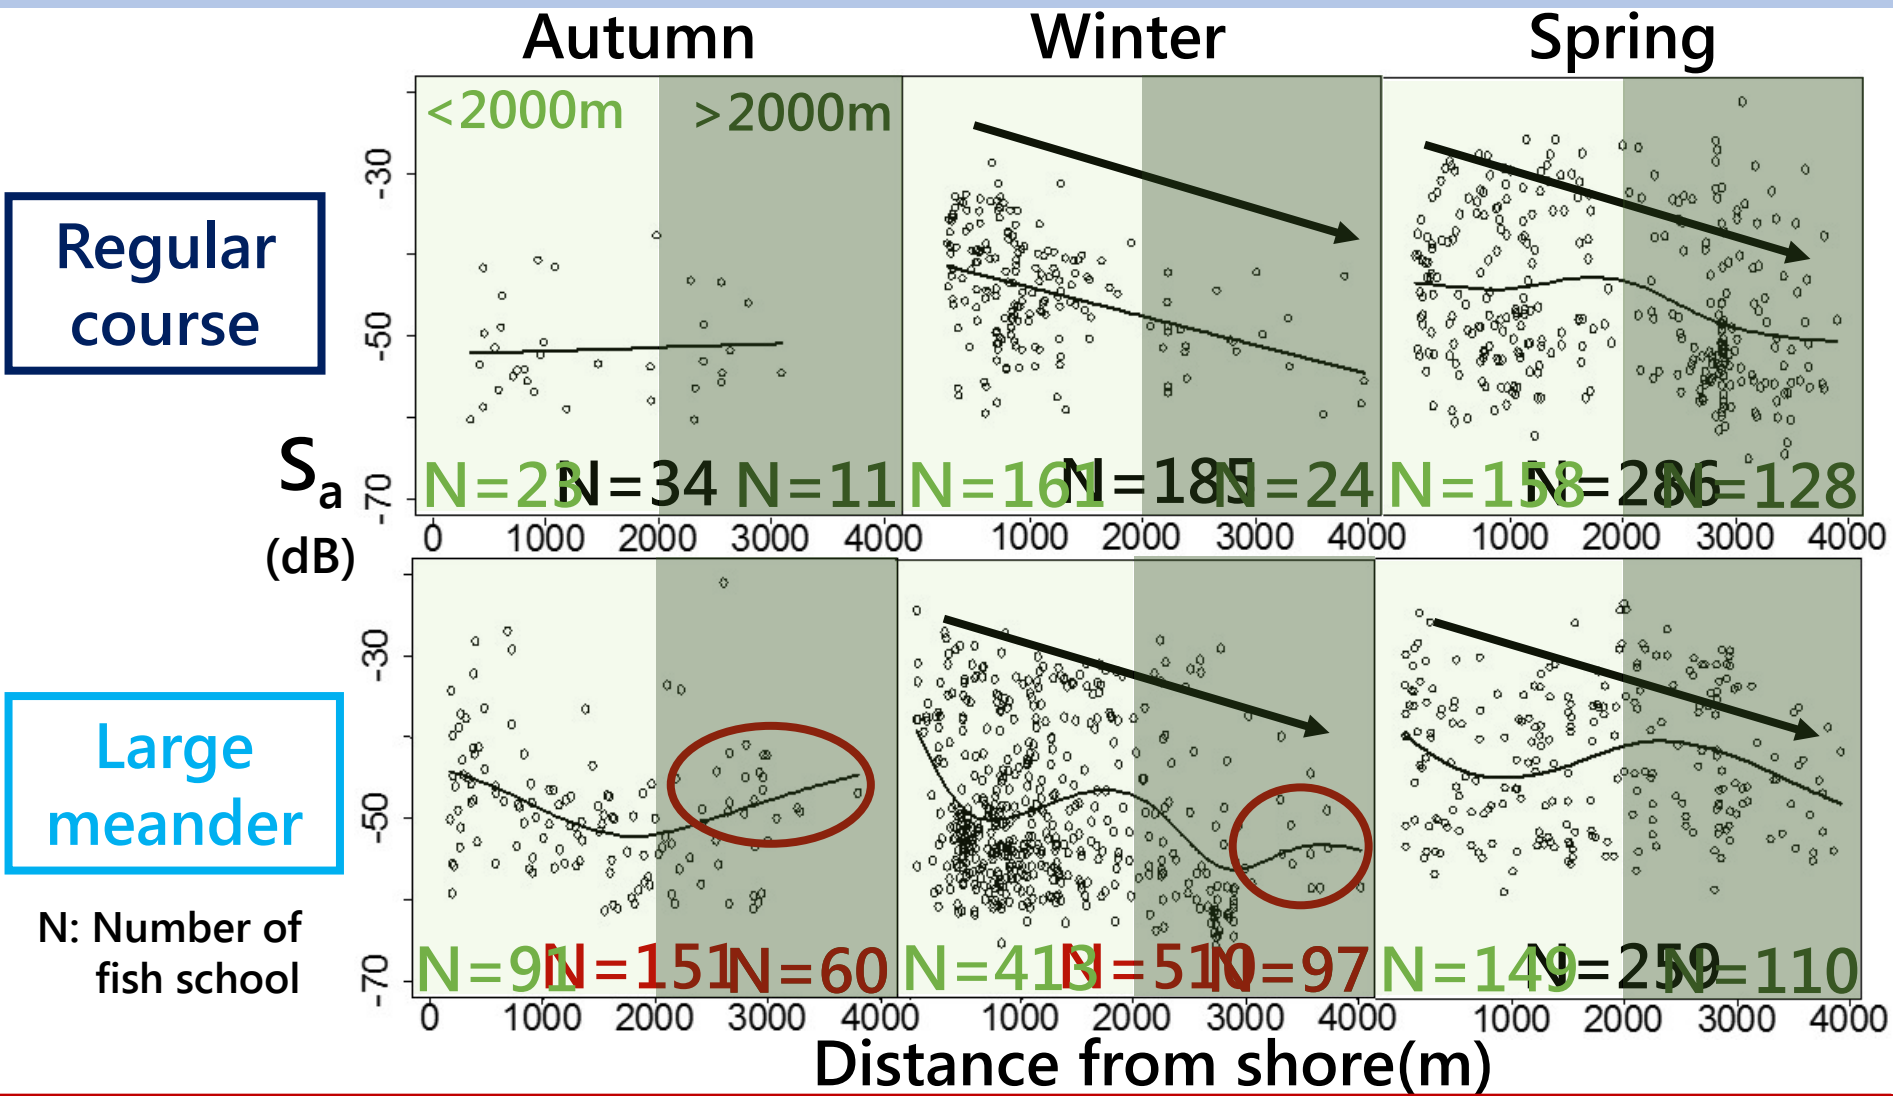 Autumn Winter Spring
<2000m >2000m
Regular
course
-30
-50
-70
N=23 N=34 N=11 N=161 N=185 N=24 N=158 N=286 N=128
0 1000 2000 3000 4000 1000 2000 3000 4000 1000 2000 3000 4000
Sa
(dB)
Large
meander
-30
-50
-70
N: Number of
fish school
N=91 N=151 N=60 N=413 N=510 N=97 N=149 N=259 N=110
0 1000 2000 3000 4000 1000 2000 3000 4000 1000 2000 3000 4000
Distance from shore(m)